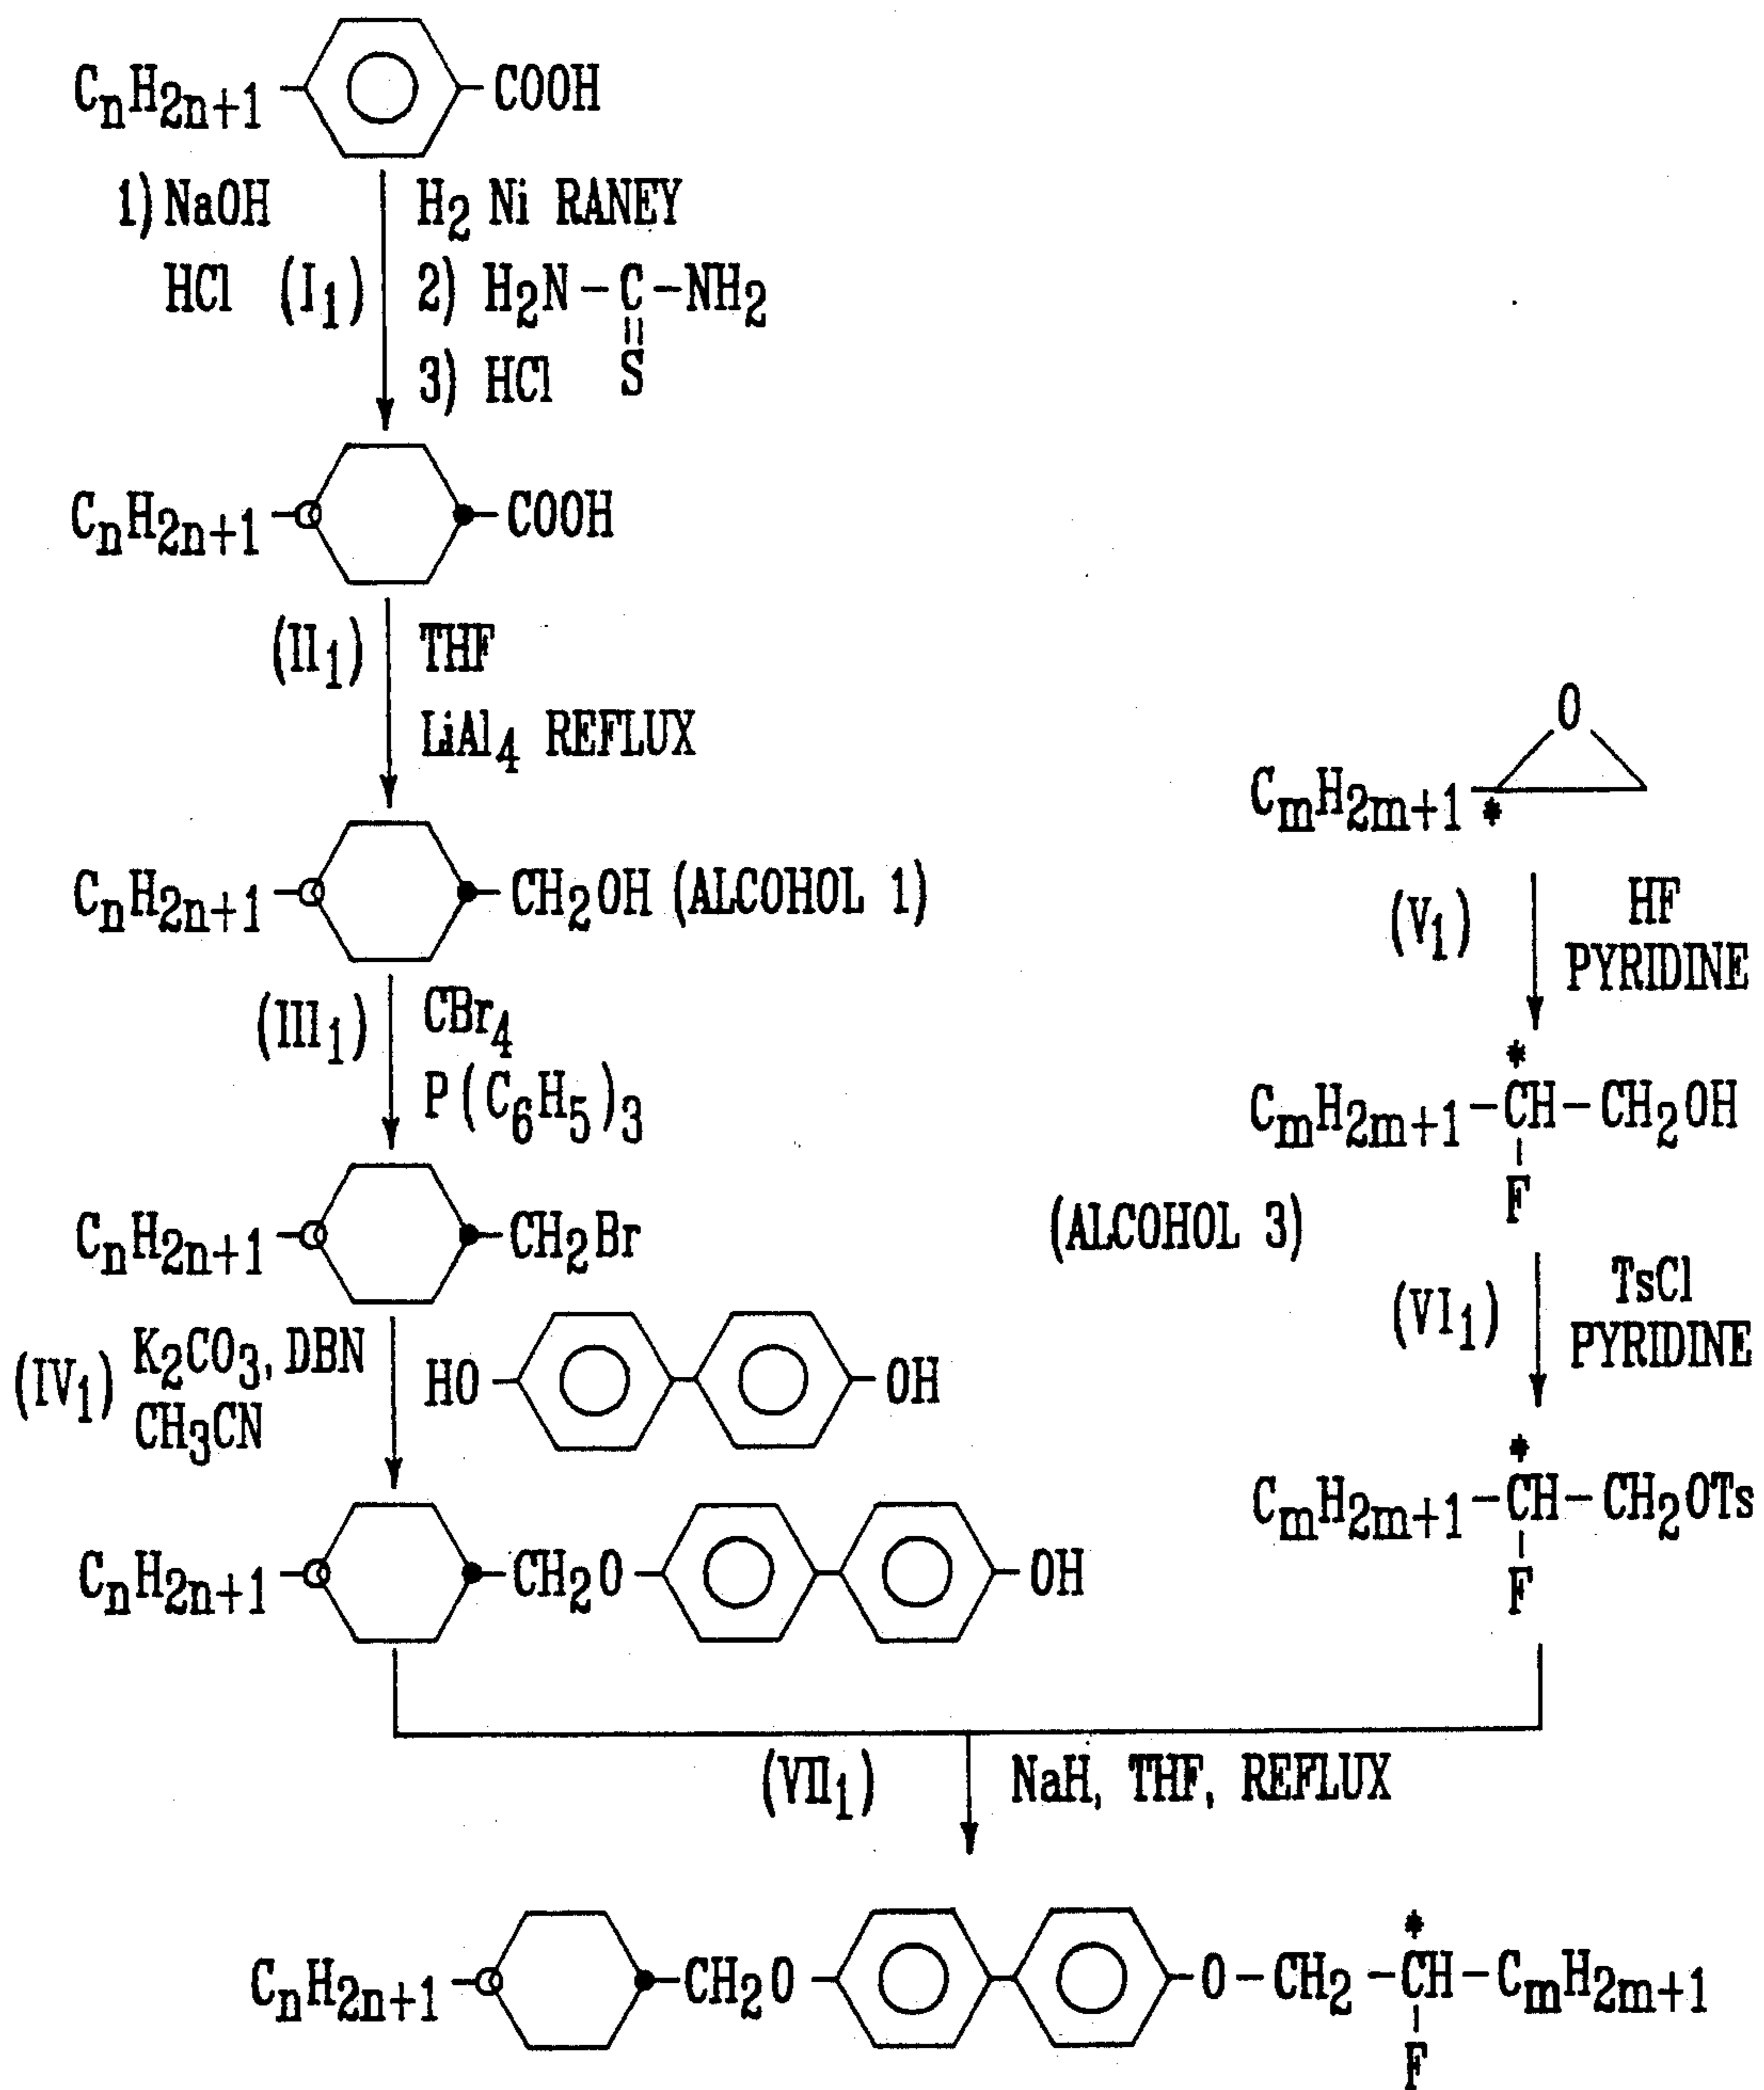 CnH2n+1 COOH
1) NaOH H2 Ni RANEY
HCl (I1) 2) H2N-C-NH2
S
3) HCl
CnH2n+1 COOH
(II1) THF
LiAl4 REFLUX
CnH2n+1 CH2OH (ALCOHOL 1)
(III1) CBr4
P(C6H5)3
CnH2n+1 CH2Br
(IV1) K2CO3, DBN
CH3CN
HO OH
CnH2n+1 CH2O OH
O
CmH2m+1 *
(V1) HF
PYRIDINE
*
CmH2m+1-CH-CH2OH
F
(ALCOHOL 3)
(VI1) TsCl
PYRIDINE
*
CmH2m+1-CH-CH2OTs
F
(VII1) NaH, THF, REFLUX
*
CnH2n+1 CH2O O-CH2-CH-CmH2m+1
F